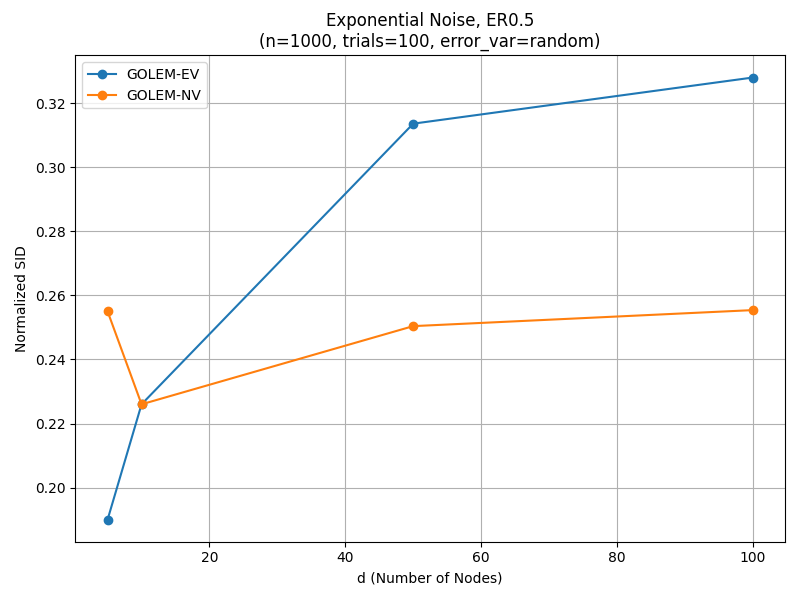 Exponential Noise, ER0.5
(n=1000, trials=100, error_var=random)
GOLEM-EV
GOLEM-NV
Normalized SID
0.32
0.30
0.28
0.26
0.24
0.22
0.20
20 40 60 80 100
d (Number of Nodes)